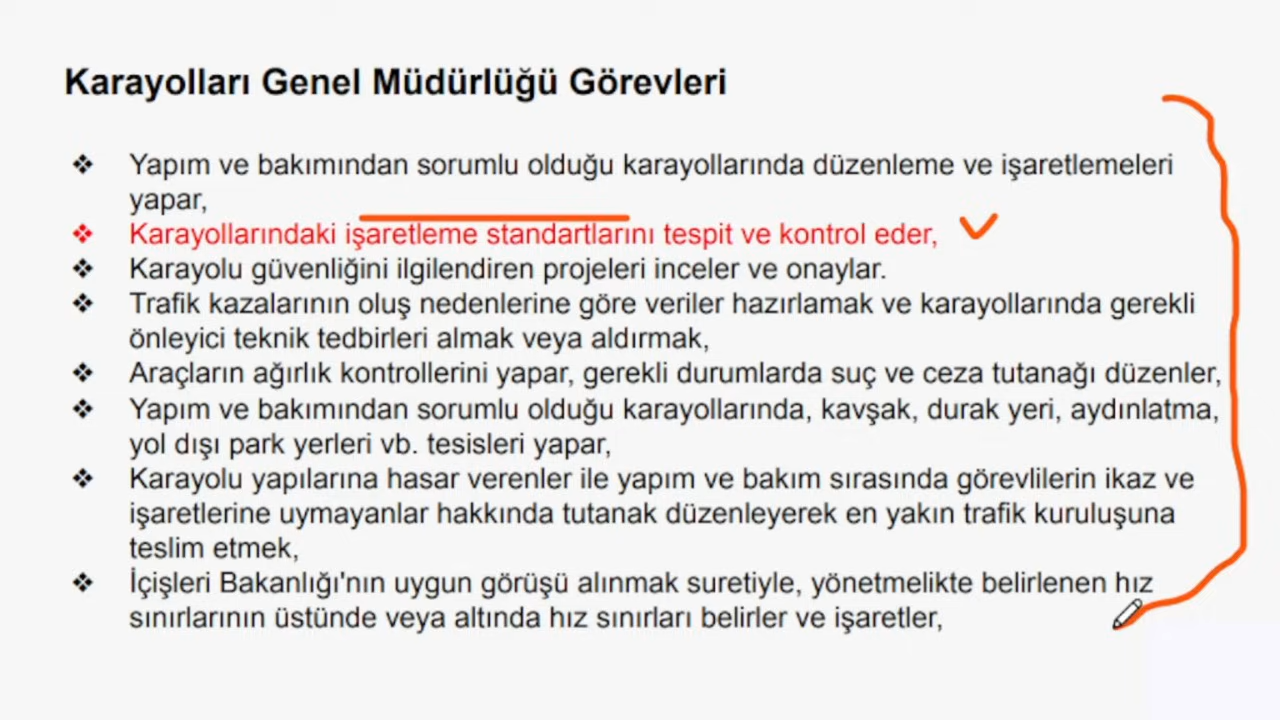 Karayolları Genel Müdürlüğü Görevleri
❖ Yapım ve bakımından sorumlu olduğu karayollarında düzenleme ve işaretlemeleri
yapar,
❖ Karayollarındaki işaretleme standartlarını tespit ve kontrol eder,
❖ Karayolu güvenliğini ilgilendiren projeleri inceler ve onaylar.
❖ Trafik kazalarının oluş nedenlerine göre veriler hazırlamak ve karayollarında gerekli
önleyici teknik tedbirleri almak veya aldırmak,
❖ Araçların ağırlık kontrollerini yapar, gerekli durumlarda suç ve ceza tutanağı düzenler,
❖ Yapım ve bakımından sorumlu olduğu karayollarında, kavşak, durak yeri, aydınlatma,
yol dışı park yerleri vb. tesisleri yapar,
❖ Karayolu yapılarına hasar verenler ile yapım ve bakım sırasında görevlilerin ikaz ve
işaretlerine uymayanlar hakkında tutanak düzenleyerek en yakın trafik kuruluşuna
teslim etmek,
❖ İçişleri Bakanlığı'nın uygun görüşü alınmak suretiyle, yönetmelikte belirlenen hız
sınırlarının üstünde veya altında hız sınırları belirler ve işaretler,